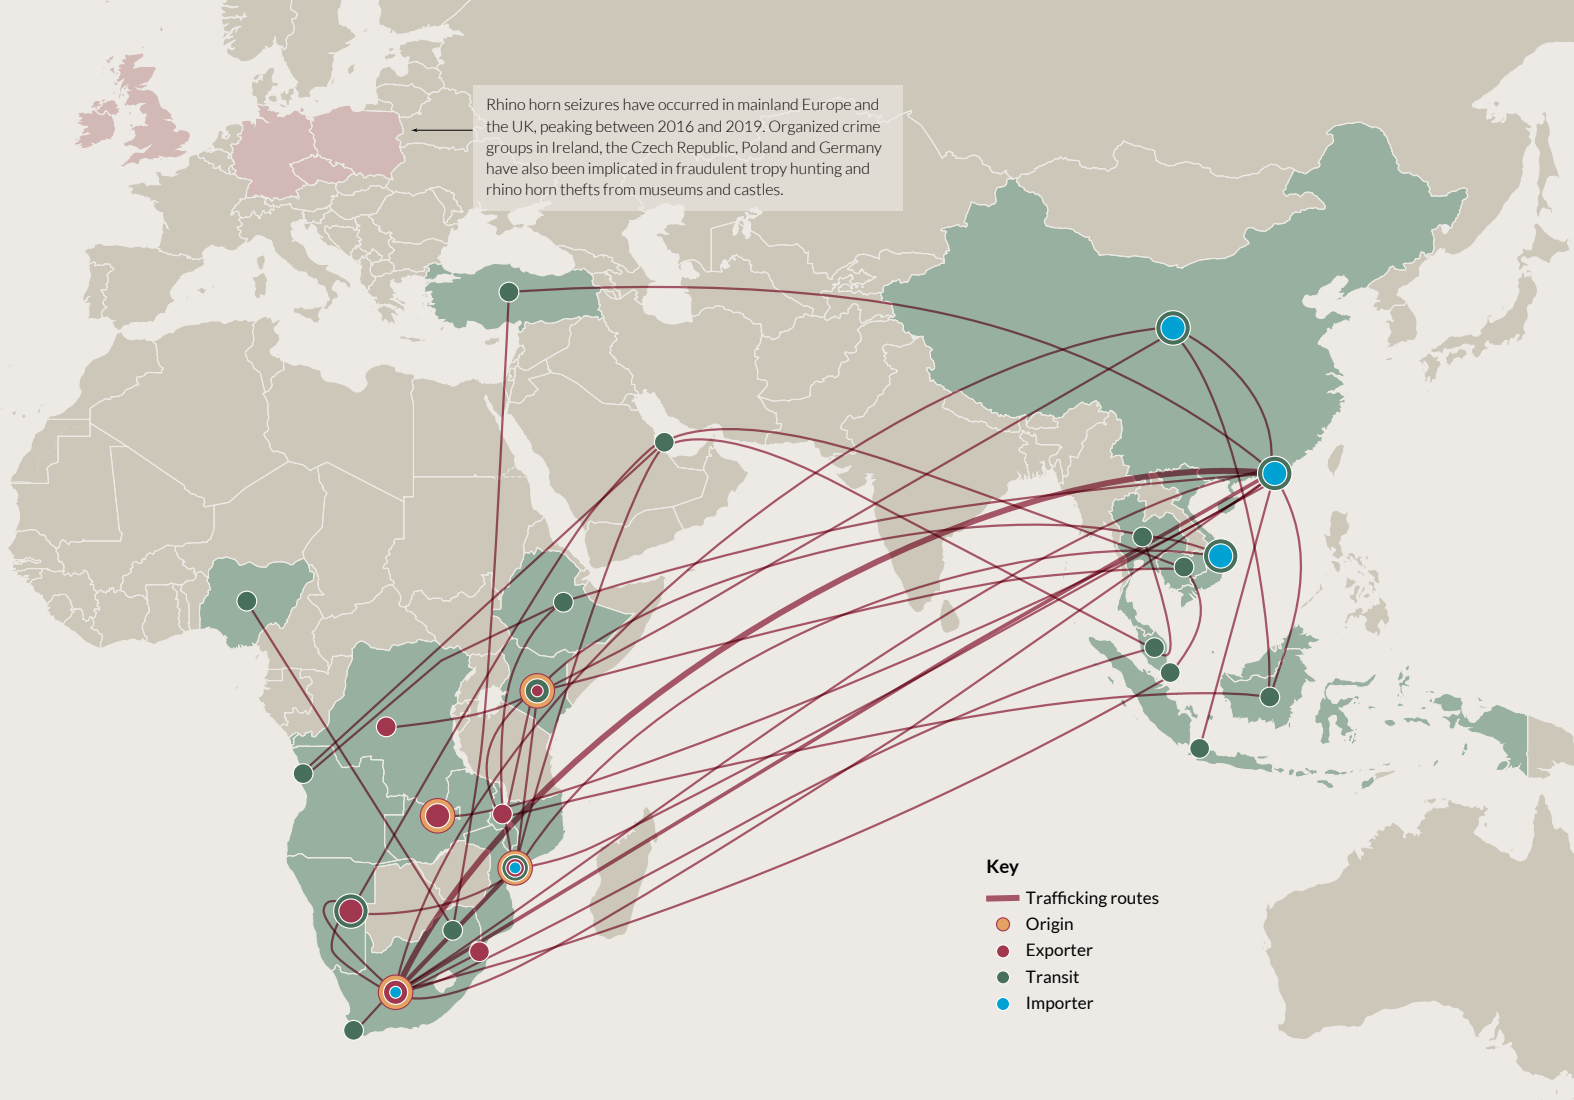 Rhino horn seizures have occurred in mainland Europe and
the UK, peaking between 2016 and 2019. Organized crime
groups in Ireland, the Czech Republic, Poland and Germany
have also been implicated in fraudulent tropy hunting and
rhino horn thefts from museums and castles.
Key
Trafficking routes
Origin
Exporter
Transit
Importer